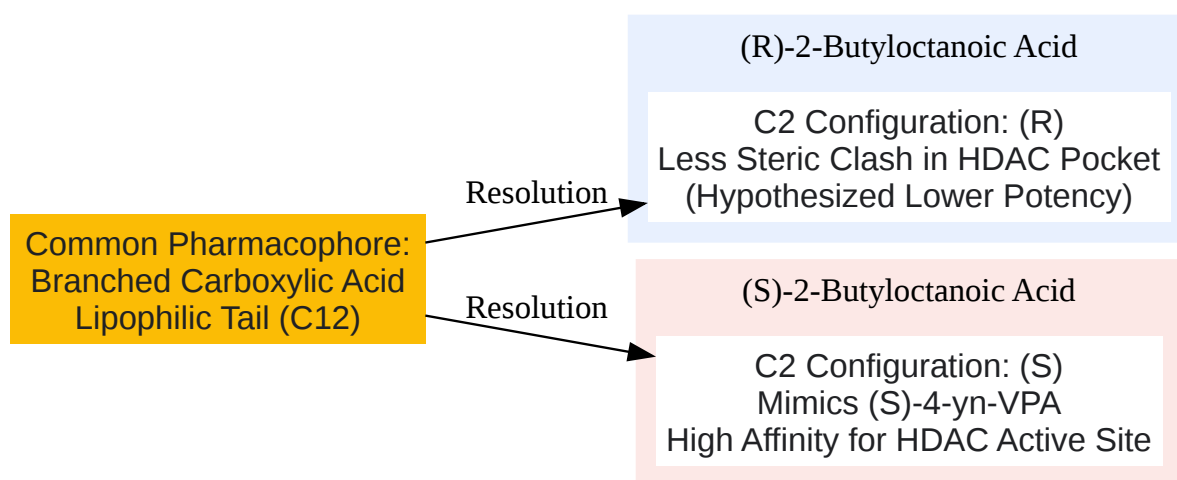 Common Pharmacophore:
Branched Carboxylic Acid
Lipophilic Tail (C12)
Resolution
Resolution
(R)-2-Butyloctanoic Acid
C2 Configuration: (R)
Less Steric Clash in HDAC Pocket
(Hypothesized Lower Potency)
(S)-2-Butyloctanoic Acid
C2 Configuration: (S)
Mimics (S)-4-yn-VPA
High Affinity for HDAC Active Site